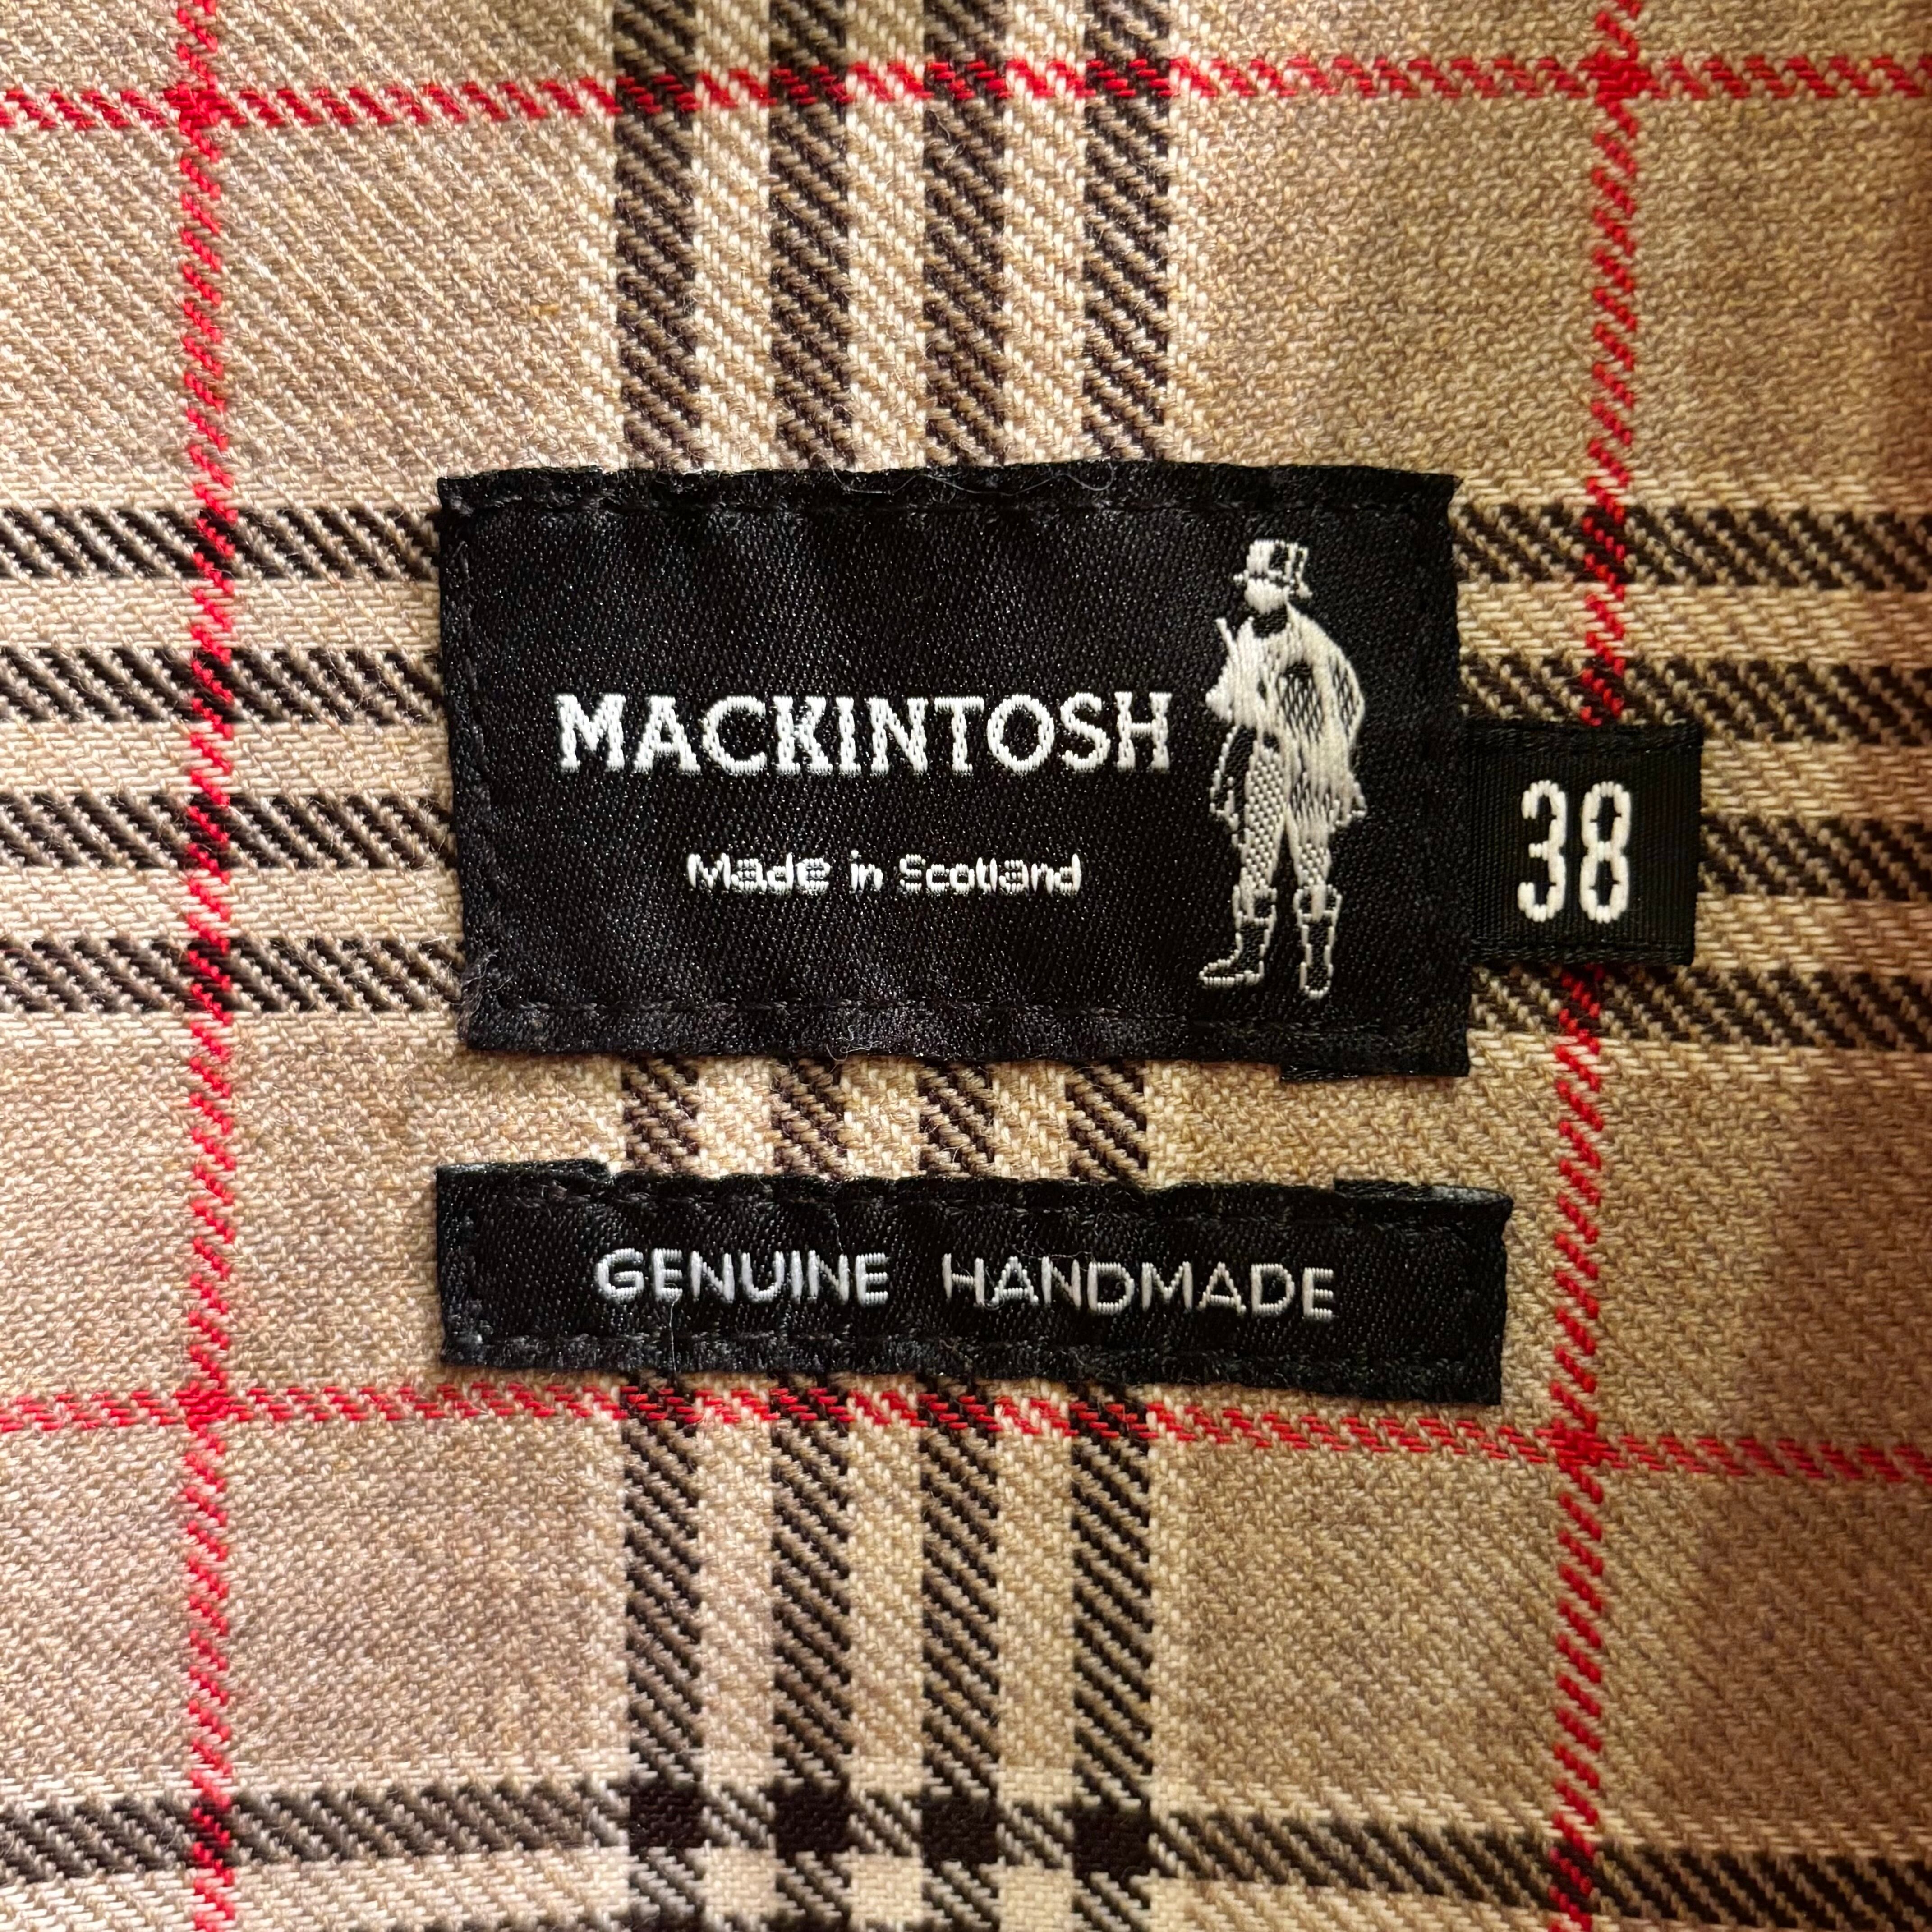 MACKINTOSH
Made in Scotland
38
GENUINE HANDMADE